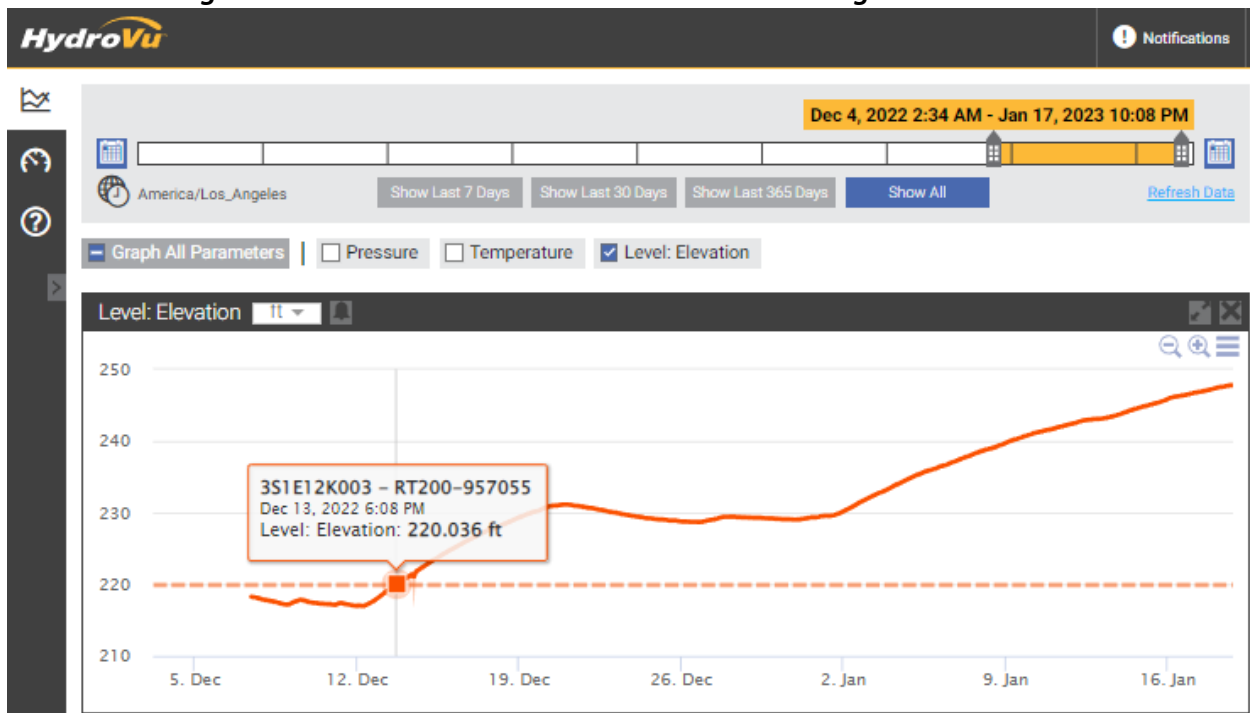 HydroVu
Notifications
Dec 4, 2022 2:34 AM - Jan 17, 2023 10:08 PM
America/Los_Angeles
Show Last 7 Days
Show Last 30 Days
Show Last 365 Days
Show All
Refresh Data
Graph All Parameters
Pressure
Temperature
Level: Elevation
Level: Elevation ft
250
240
3S1E12K003 – RT200-957055
Dec 13, 2022 6:08 PM
Level: Elevation: 220.036 ft
230
220
210
5. Dec
12. Dec
19. Dec
26. Dec
2. Jan
9. Jan
16. Jan